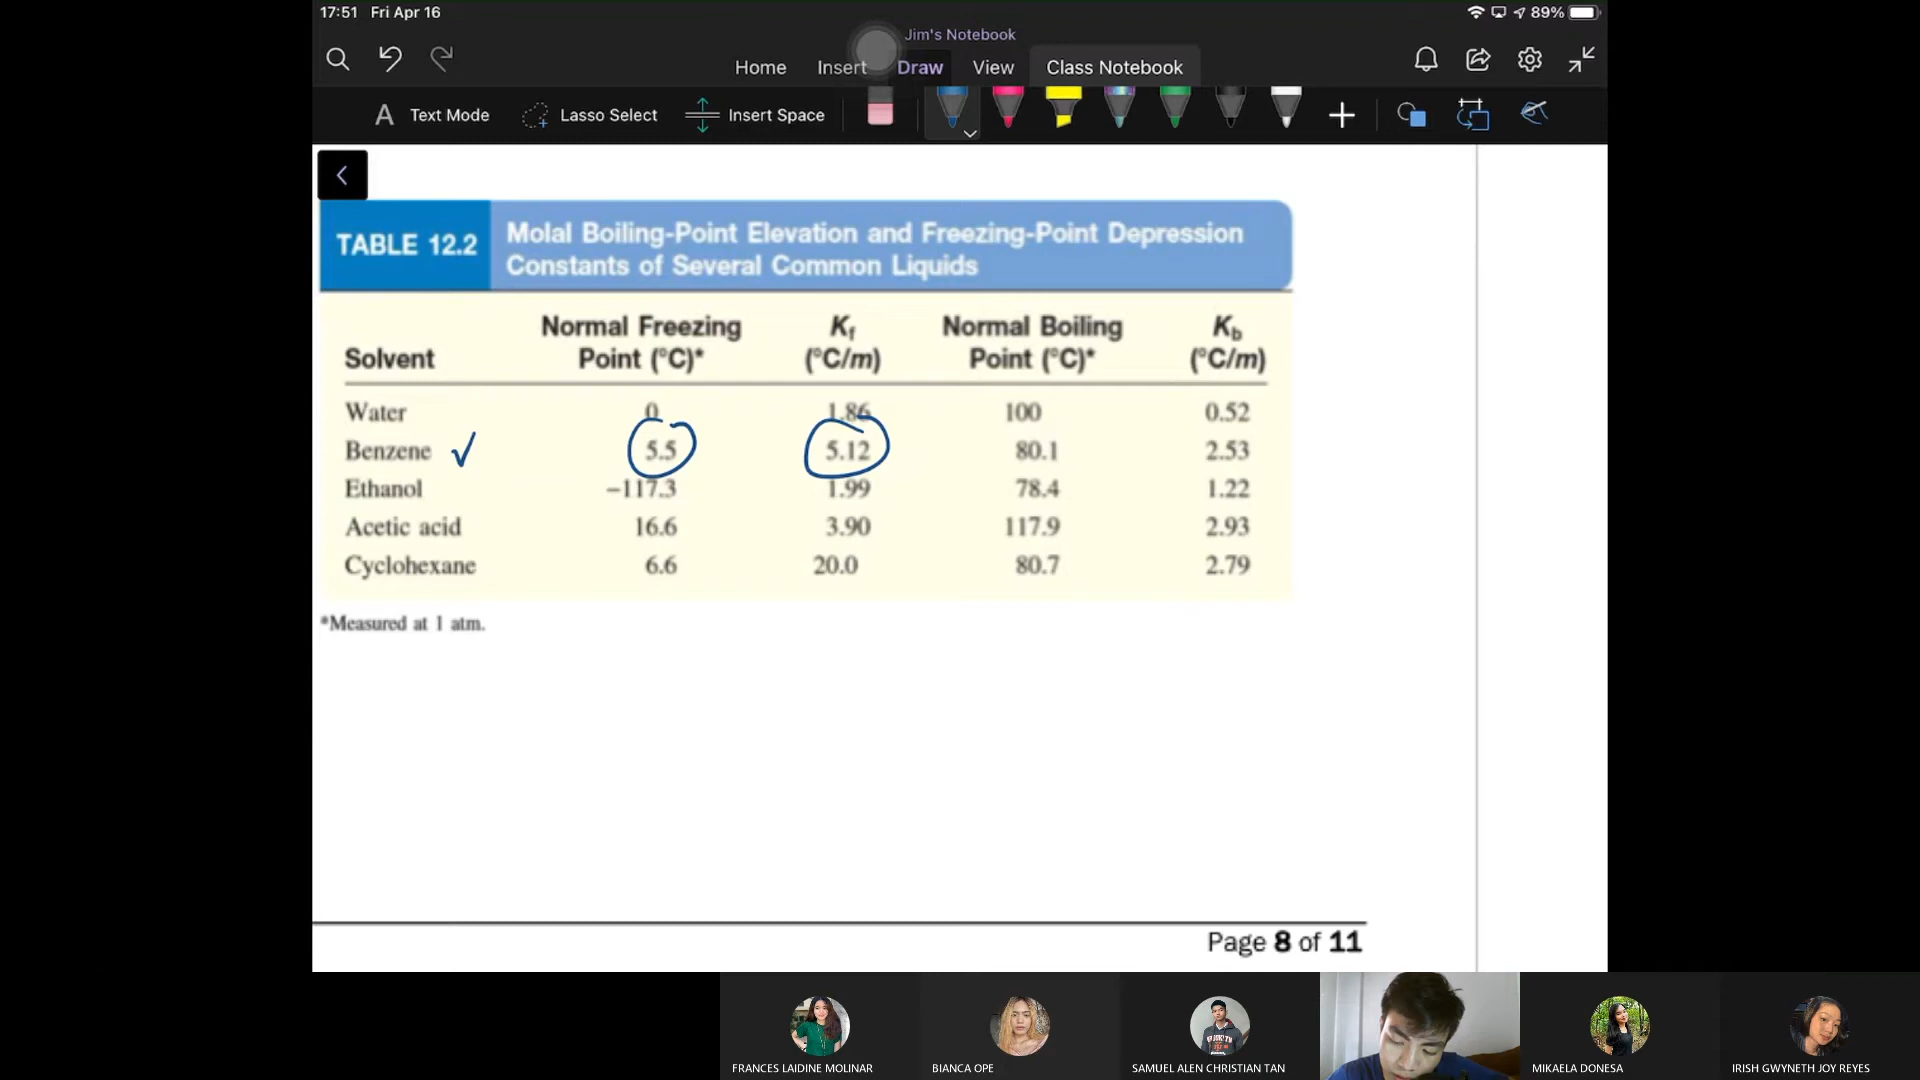 17:51 Fri Apr 16
89%
Jim's Notebook
Home Insert Draw View Class Notebook
A Text Mode Lasso Select Insert Space
TABLE 12.2
Molal Boiling-Point Elevation and Freezing-Point Depression
Constants of Several Common Liquids
Solvent Normal Freezing Point (°C)* Kf (°C/m) Normal Boiling Point (°C)* Kb (°C/m)
Water 0 1.86 100 0.52
Benzene ✓ 5.5 5.12 80.1 2.53
Ethanol −117.3 1.99 78.4 1.22
Acetic acid 16.6 3.90 117.9 2.93
Cyclohexane 6.6 20.0 80.7 2.79
*Measured at 1 atm.
Page 8 of 11
FRANCES LAIDINE MOLINAR
BIANCA OPE
SAMUEL ALEN CHRISTIAN TAN
MIKAELA DONESA
IRISH GWYNETH JOY REYES